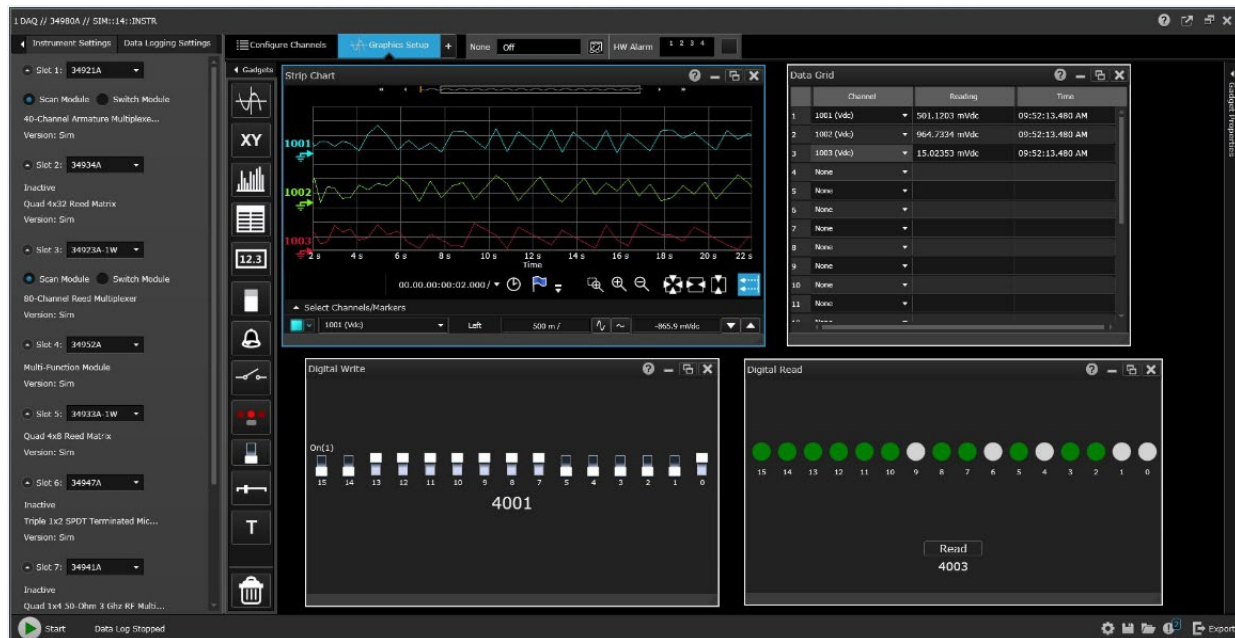 1 DAQ // 34980A // SIM::14::INSTR
Instrument Settings Data Logging Settings
Configure Channels Graphics Setup + None Off HW Alarm 1 2 3 4
Slot 1: 34921A
Scan Module Switch Module
40-Channel Armature Multiplexe...
Version: Sim
Slot 2: 34934A
Inactive
Quad 4x32 Reed Matrix
Version: Sim
Slot 3: 34923A-1W
Scan Module Switch Module
80-Channel Reed Multiplexer
Version: Sim
Slot 4: 34952A
Multi-Function Module
Version: Sim
Slot 5: 34933A-1W
Quad 4x8 Reed Matrix
Version: Sim
Slot 6: 34947A
Inactive
Triple 1x2 SPDT Terminated Mic...
Version: Sim
Slot 7: 34941A
Inactive
Quad 1x4 50-Ohm 3 Ghz RF Multi...
Gadgets
XY
12.3
T
Strip Chart
1001
1002
1003
2 s 4 s 6 s 8 s 10 s 12 s 14 s 16 s 18 s 20 s 22 s
Time
00.00.00:00:02.000/
Select Channels/Markers
1001 (Vdc) Left 500 m / -865.9 mVdc
Data Grid
Channel Reading Time
1 1001 (Vdc) 501.1203 mVdc 09:52:13.480 AM
2 1002 (Vdc) 964.7334 mVdc 09:52:13.480 AM
3 1003 (Vdc) 15.02353 mVdc 09:52:13.480 AM
4 None
5 None
6 None
7 None
8 None
9 None
10 None
11 None
Gadget Properties
Digital Write
On(1)
15 14 13 12 11 10 9 8 7 5 4 3 2 1 0
4001
Digital Read
15 14 13 12 11 10 9 8 7 6 5 4 3 2 1 0
Read
4003
Start Data Log Stopped
Export